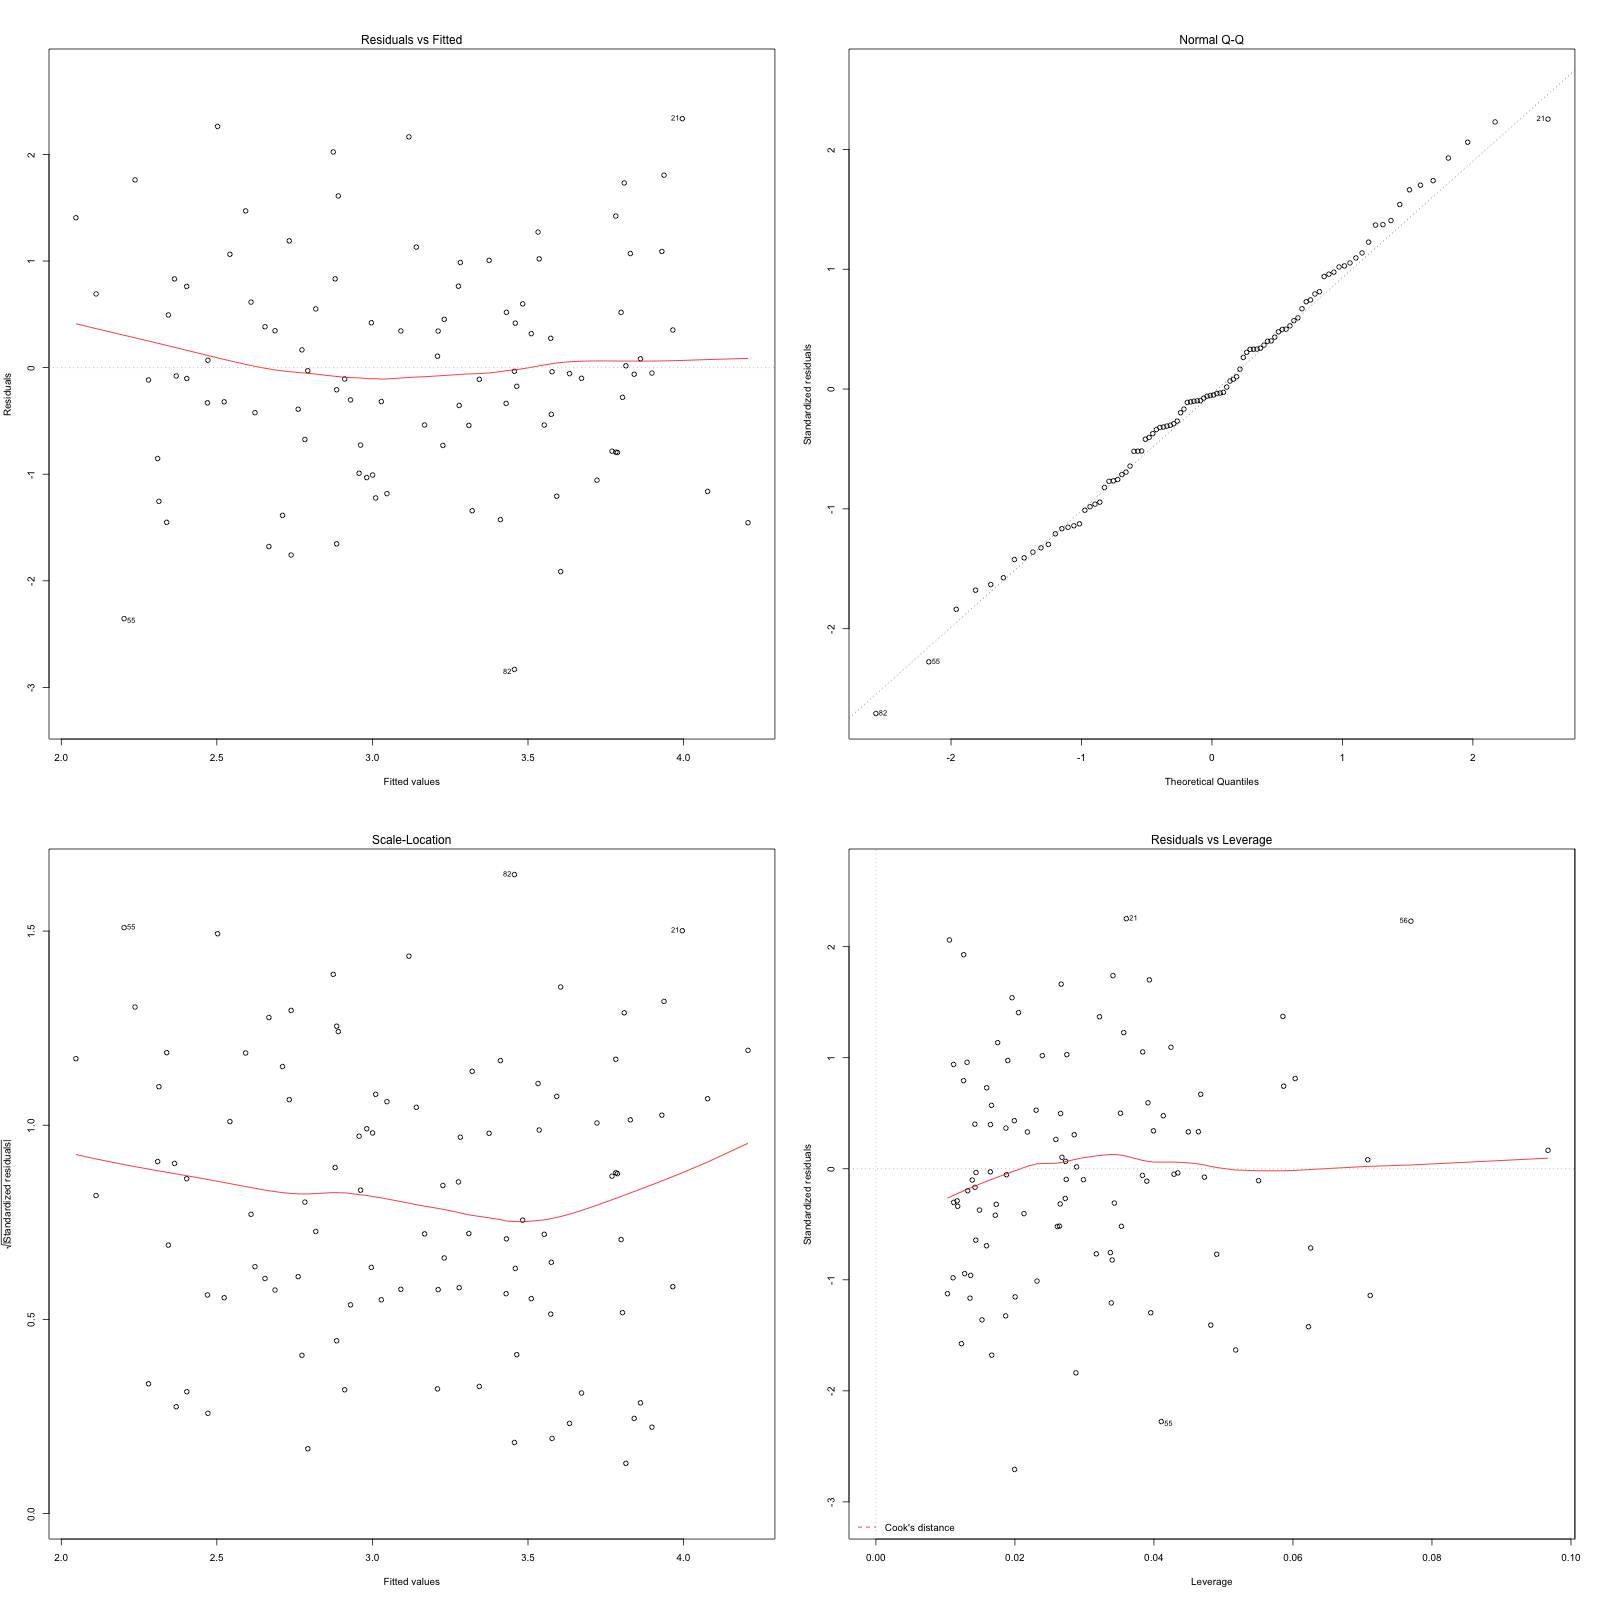 Residuals vs Fitted
Residuals
2
1
0
-1
-2
-3
21
55
82
2.0 2.5 3.0 3.5 4.0
Fitted values
Normal Q-Q
Standardized residuals
2
1
0
-1
-2
21
55
82
-2 -1 0 1 2
Theoretical Quantiles
Scale-Location
√|Standardized residuals|
1.5
1.0
0.5
0.0
82
55
21
2.0 2.5 3.0 3.5 4.0
Fitted values
Residuals vs Leverage
Standardized residuals
2
1
0
-1
-2
-3
21
56
55
Cook's distance
0.00 0.02 0.04 0.06 0.08 0.10
Leverage